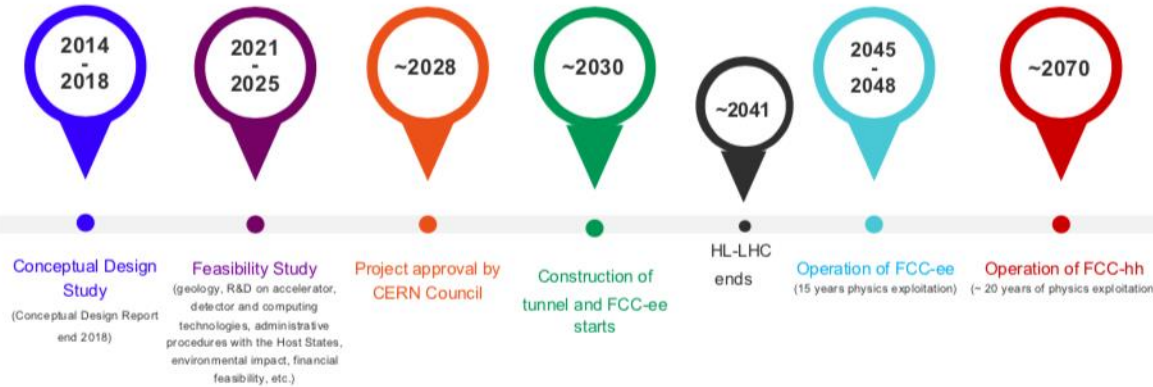 2014
-
2018
2021
-
2025
~2028
~2030
~2041
2045
-
2048
~2070
Conceptual Design
Study
(Conceptual Design Report
end 2018)
Feasibility Study
(geology, R&D on accelerator,
detector and computing
technologies, administrative
procedures with the Host States,
environmental impact, financial
feasibility, etc.)
Project approval by
CERN Council
Construction of
tunnel and FCC-ee
starts
HL-LHC
ends
Operation of FCC-ee
(15 years physics exploitation)
Operation of FCC-hh
(~ 20 years of physics exploitation